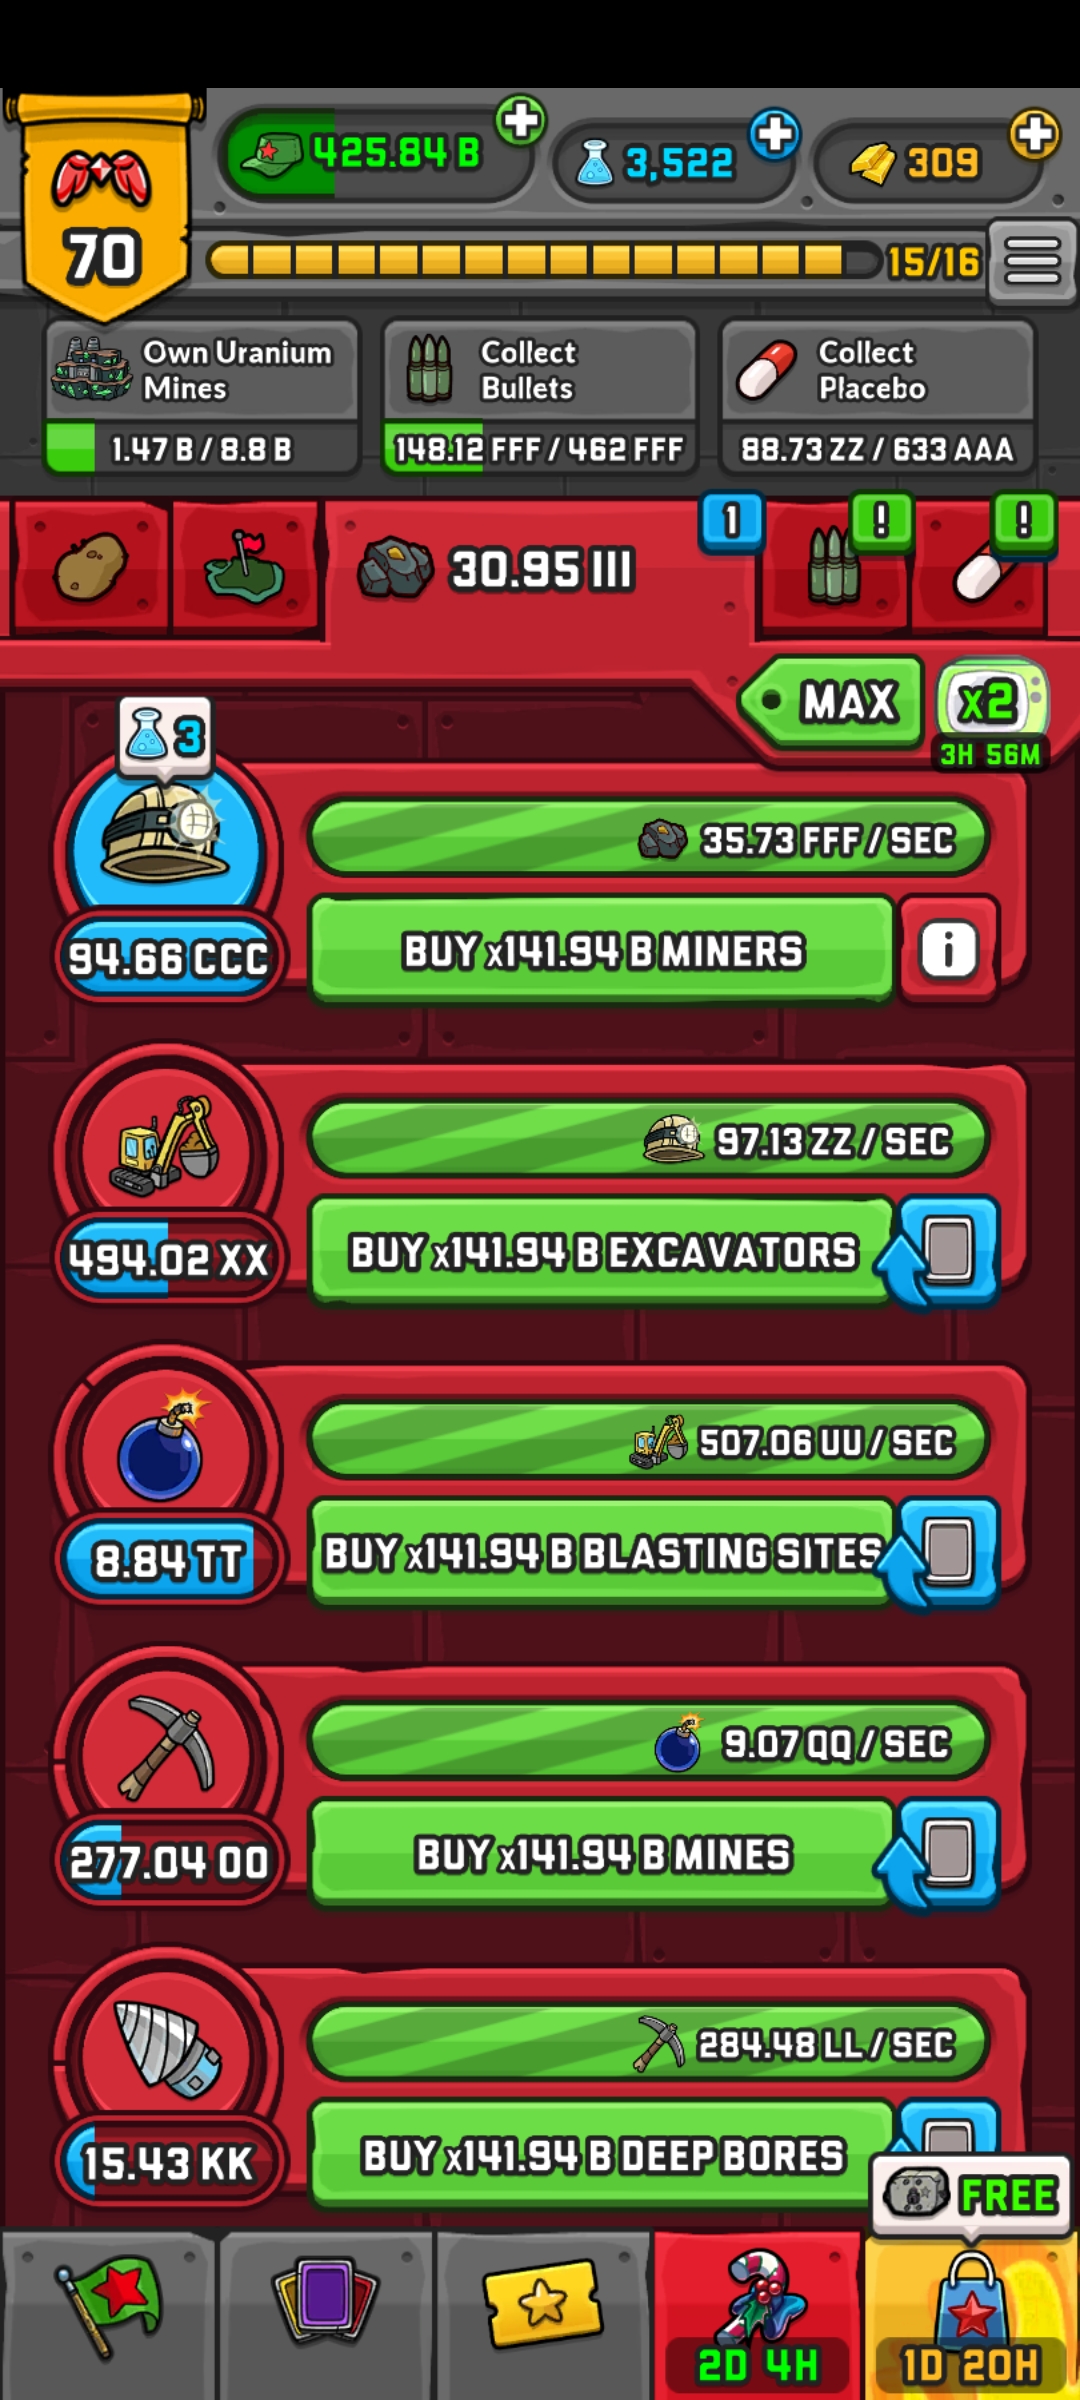 425.84 B
3,522
309
70
15/16
Own Uranium
Mines
1.47 B / 8.8 B
Collect
Bullets
148.12 FFF / 462 FFF
Collect
Placebo
88.73 ZZ / 633 AAA
30.95 III
1
!
!
MAX
x2
3H 56M
3
35.73 FFF / SEC
94.66 CCC
BUY x141.94 B MINERS
i
97.13 ZZ / SEC
494.02 XX
BUY x141.94 B EXCAVATORS
507.06 UU / SEC
8.84 TT
BUY x141.94 B BLASTING SITES
9.07 QQ / SEC
277.04 OO
BUY x141.94 B MINES
284.48 LL / SEC
15.43 KK
BUY x141.94 B DEEP BORES
FREE
2D 4H
1D 20H